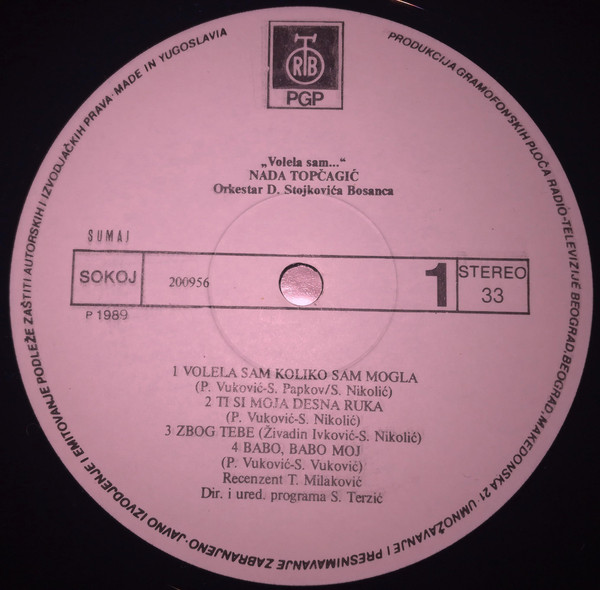 RTB
PGP
„Volela sam...“
NADA TOPČAGIĆ
Orkestar D. Stojkovića Bosanca
SUMAJ
SOKOJ
200956
1
STEREO
33
P 1989
1 VOLELA SAM KOLIKO SAM MOGLA
(P. Vuković-S. Papkov/S. Nikolić)
2 TI SI MOJA DESNA RUKA
(P. Vuković-S. Nikolić)
3 ZBOG TEBE (Živadin Ivković-S. Nikolić)
4 BABO, BABO MOJ
(P. Vuković-S. Vuković)
Recenzent T. Milaković
Dir. i ured. programa S. Terzić
PRODUKCIJA GRAMOFONSKIH PLOČA RADIO-TELEVIZIJE BEOGRAD, BEOGRAD, MAKEDONSKA 21 · UMNOŽAVANJE I PRESNIMAVANJE ZABRANJENO · JAVNO IZVODJENJE I EMITOVANJE PODLEŽE ZAŠTITI AUTORSKIH I IZVODJAČKIH PRAVA · MADE IN YUGOSLAVIA